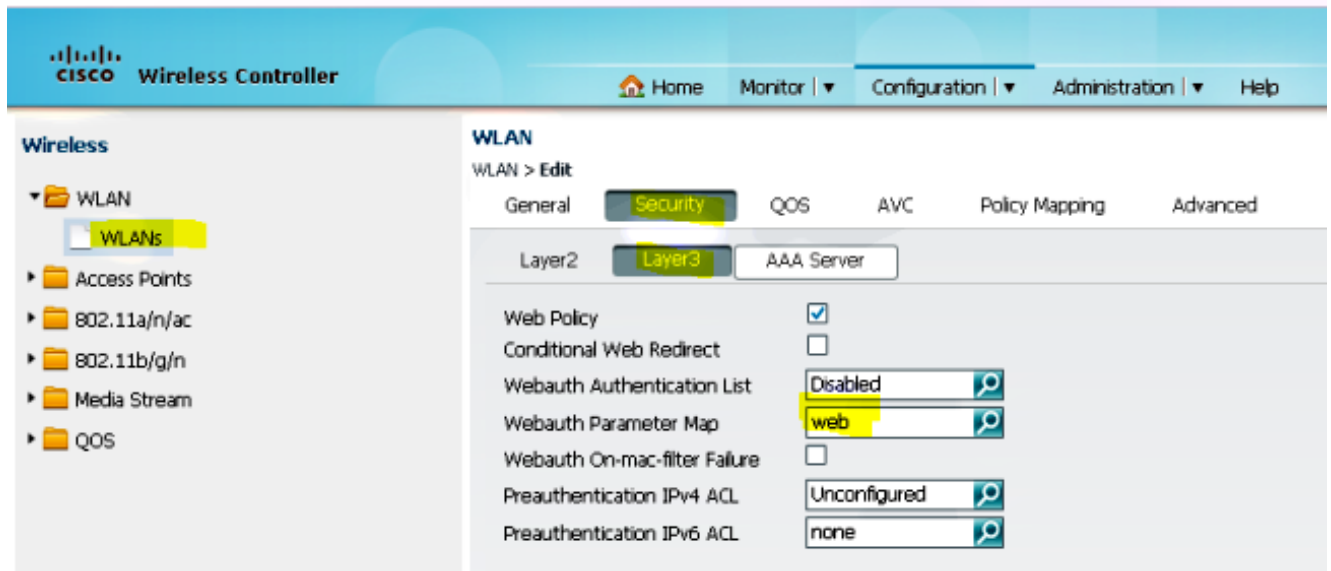 CISCO Wireless Controller
Home Monitor Configuration Administration Help
Wireless
WLAN
WLANs
Access Points
802.11a/n/ac
802.11b/g/n
Media Stream
QOS
WLAN
WLAN > Edit
General Security QOS AVC Policy Mapping Advanced
Layer2 Layer3 AAA Server
Web Policy
Conditional Web Redirect
Webauth Authentication List Disabled
Webauth Parameter Map web
Webauth On-mac-filter Failure
Preauthentication IPv4 ACL Unconfigured
Preauthentication IPv6 ACL none